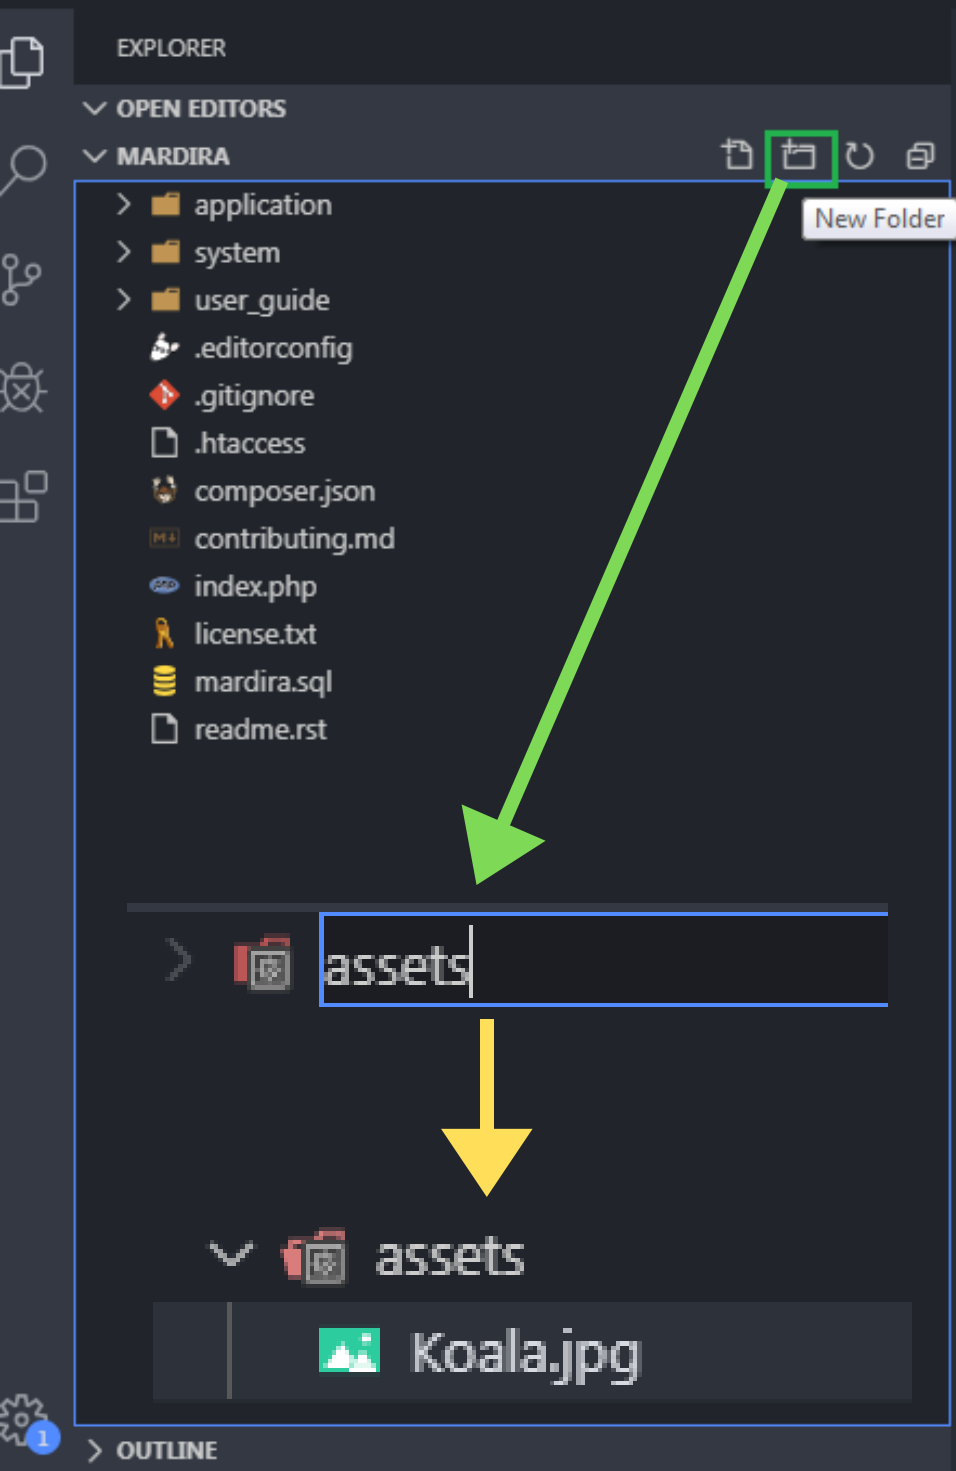 EXPLORER
OPEN EDITORS
MARDIRA
New Folder
application
system
user_guide
.editorconfig
.gitignore
.htaccess
composer.json
M↓
contributing.md
php
index.php
license.txt
mardira.sql
readme.rst
assets
assets
Koala.jpg
1
OUTLINE